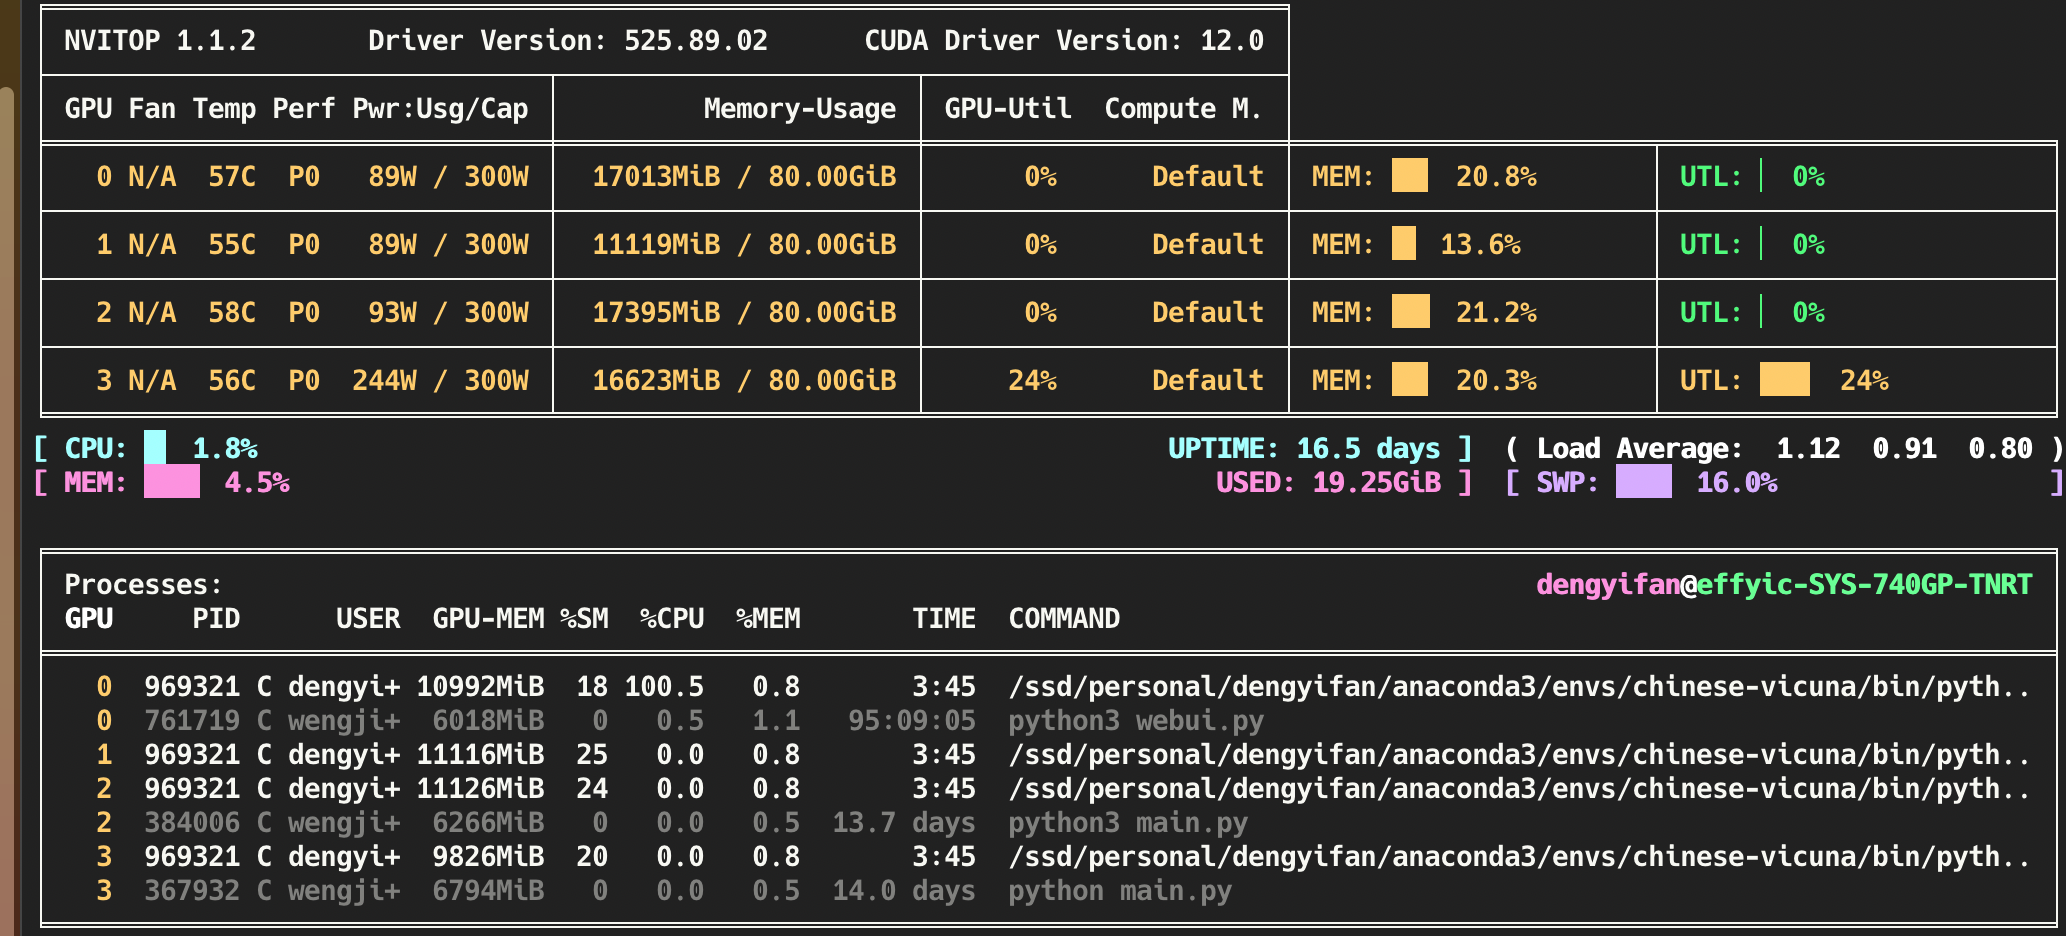 NVITOP 1.1.2 Driver Version: 525.89.02 CUDA Driver Version: 12.0
GPU Fan Temp Perf Pwr:Usg/Cap Memory-Usage GPU-Util Compute M.
0 N/A 57C P0 89W / 300W 17013MiB / 80.00GiB 0% Default MEM: 20.8% UTL: 0%
1 N/A 55C P0 89W / 300W 11119MiB / 80.00GiB 0% Default MEM: 13.6% UTL: 0%
2 N/A 58C P0 93W / 300W 17395MiB / 80.00GiB 0% Default MEM: 21.2% UTL: 0%
3 N/A 56C P0 244W / 300W 16623MiB / 80.00GiB 24% Default MEM: 20.3% UTL: 24%
[ CPU: 1.8% UPTIME: 16.5 days ] ( Load Average: 1.12 0.91 0.80 )
[ MEM: 4.5% USED: 19.25GiB ] [ SWP: 16.0% ]
Processes: dengyifan@effyic-SYS-740GP-TNRT
GPU PID USER GPU-MEM %SM %CPU %MEM TIME COMMAND
0 969321 C dengyi+ 10992MiB 18 100.5 0.8 3:45 /ssd/personal/dengyifan/anaconda3/envs/chinese-vicuna/bin/pyth..
0 761719 C wengji+ 6018MiB 0 0.5 1.1 95:09:05 python3 webui.py
1 969321 C dengyi+ 11116MiB 25 0.0 0.8 3:45 /ssd/personal/dengyifan/anaconda3/envs/chinese-vicuna/bin/pyth..
2 969321 C dengyi+ 11126MiB 24 0.0 0.8 3:45 /ssd/personal/dengyifan/anaconda3/envs/chinese-vicuna/bin/pyth..
2 384006 C wengji+ 6266MiB 0 0.0 0.5 13.7 days python3 main.py
3 969321 C dengyi+ 9826MiB 20 0.0 0.8 3:45 /ssd/personal/dengyifan/anaconda3/envs/chinese-vicuna/bin/pyth..
3 367932 C wengji+ 6794MiB 0 0.0 0.5 14.0 days python main.py